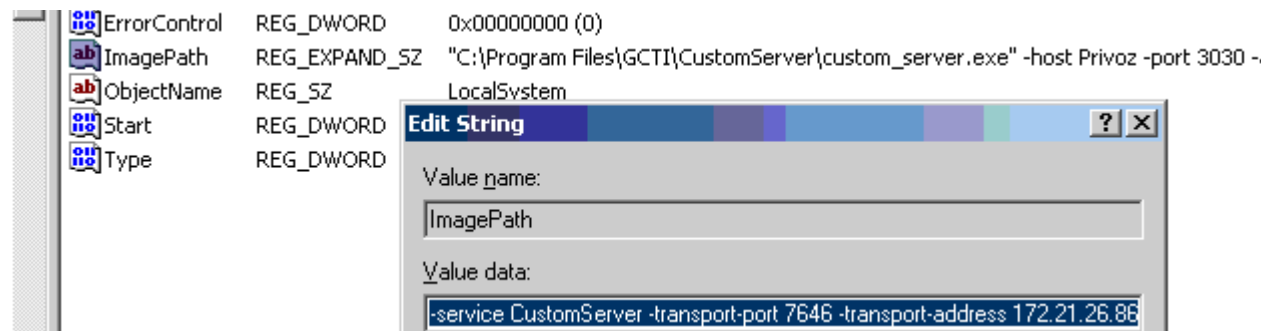 ErrorControl REG_DWORD 0x00000000 (0)
ImagePath REG_EXPAND_SZ "C:\Program Files\GCTI\CustomServer\custom_server.exe" -host Privoz -port 3030 -
ObjectName REG_SZ LocalSystem
Start REG_DWORD
Type REG_DWORD
Edit String
Value name:
ImagePath
Value data:
-service CustomServer -transport-port 7646 -transport-address 172.21.26.86